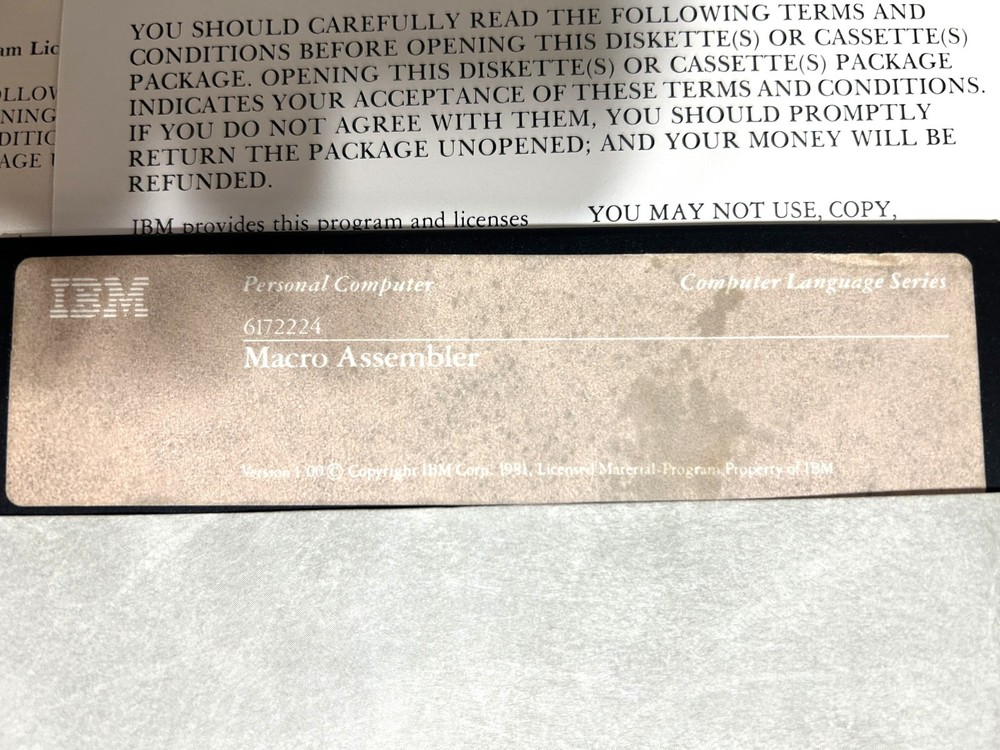 am Lic
OLLOW
NING
DITIC
AGE
YOU SHOULD CAREFULLY READ THE FOLLOWING TERMS AND
CONDITIONS BEFORE OPENING THIS DISKETTE(S) OR CASSETTE(S)
PACKAGE. OPENING THIS DISKETTE(S) OR CASSETTE(S) PACKAGE
INDICATES YOUR ACCEPTANCE OF THESE TERMS AND CONDITIONS.
IF YOU DO NOT AGREE WITH THEM, YOU SHOULD PROMPTLY
RETURN THE PACKAGE UNOPENED; AND YOUR MONEY WILL BE
REFUNDED.
IBM provides this program and licenses
YOU MAY NOT USE, COPY,
IBM
Personal Computer
Computer Language Series
6172224
Macro Assembler
Version 1.00 © Copyright IBM Corp. 1981, Licensed Material-Program Property of IBM